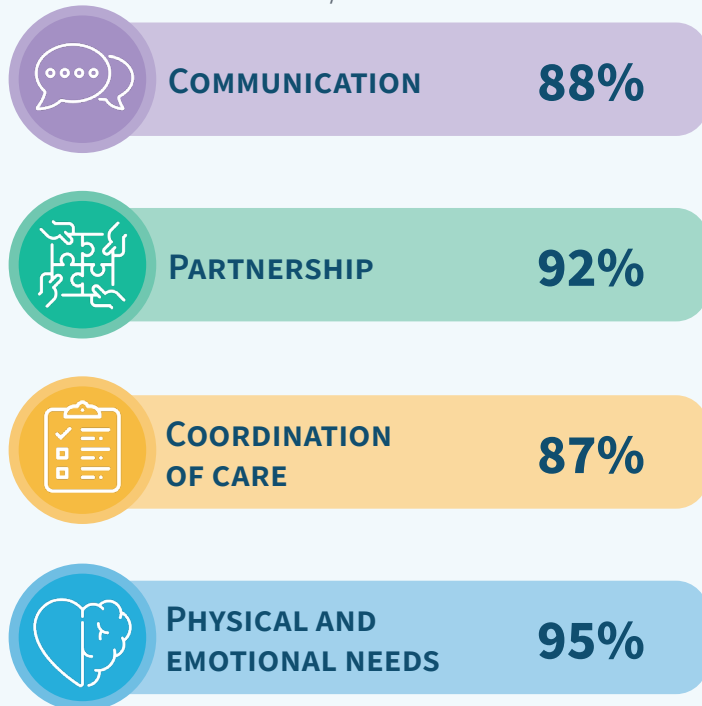 Communication 88%
Partnership 92%
Coordination
of care 87%
Physical and
emotional needs 95%